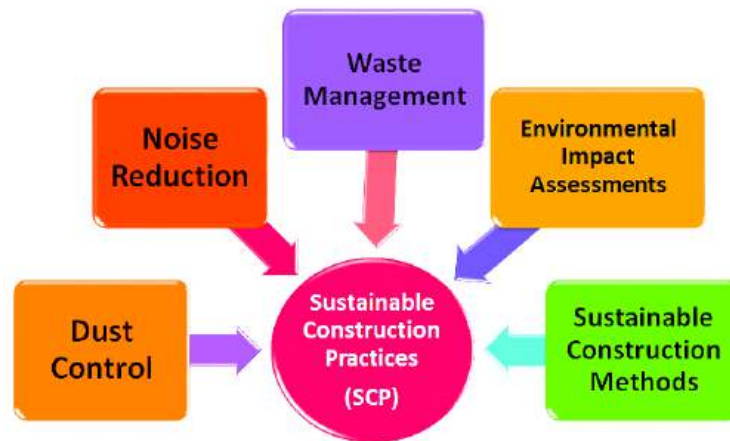 Waste
Management
Noise
Reduction
Environmental
Impact
Assessments
Dust
Control
Sustainable
Construction
Practices
(SCP)
Sustainable
Construction
Methods